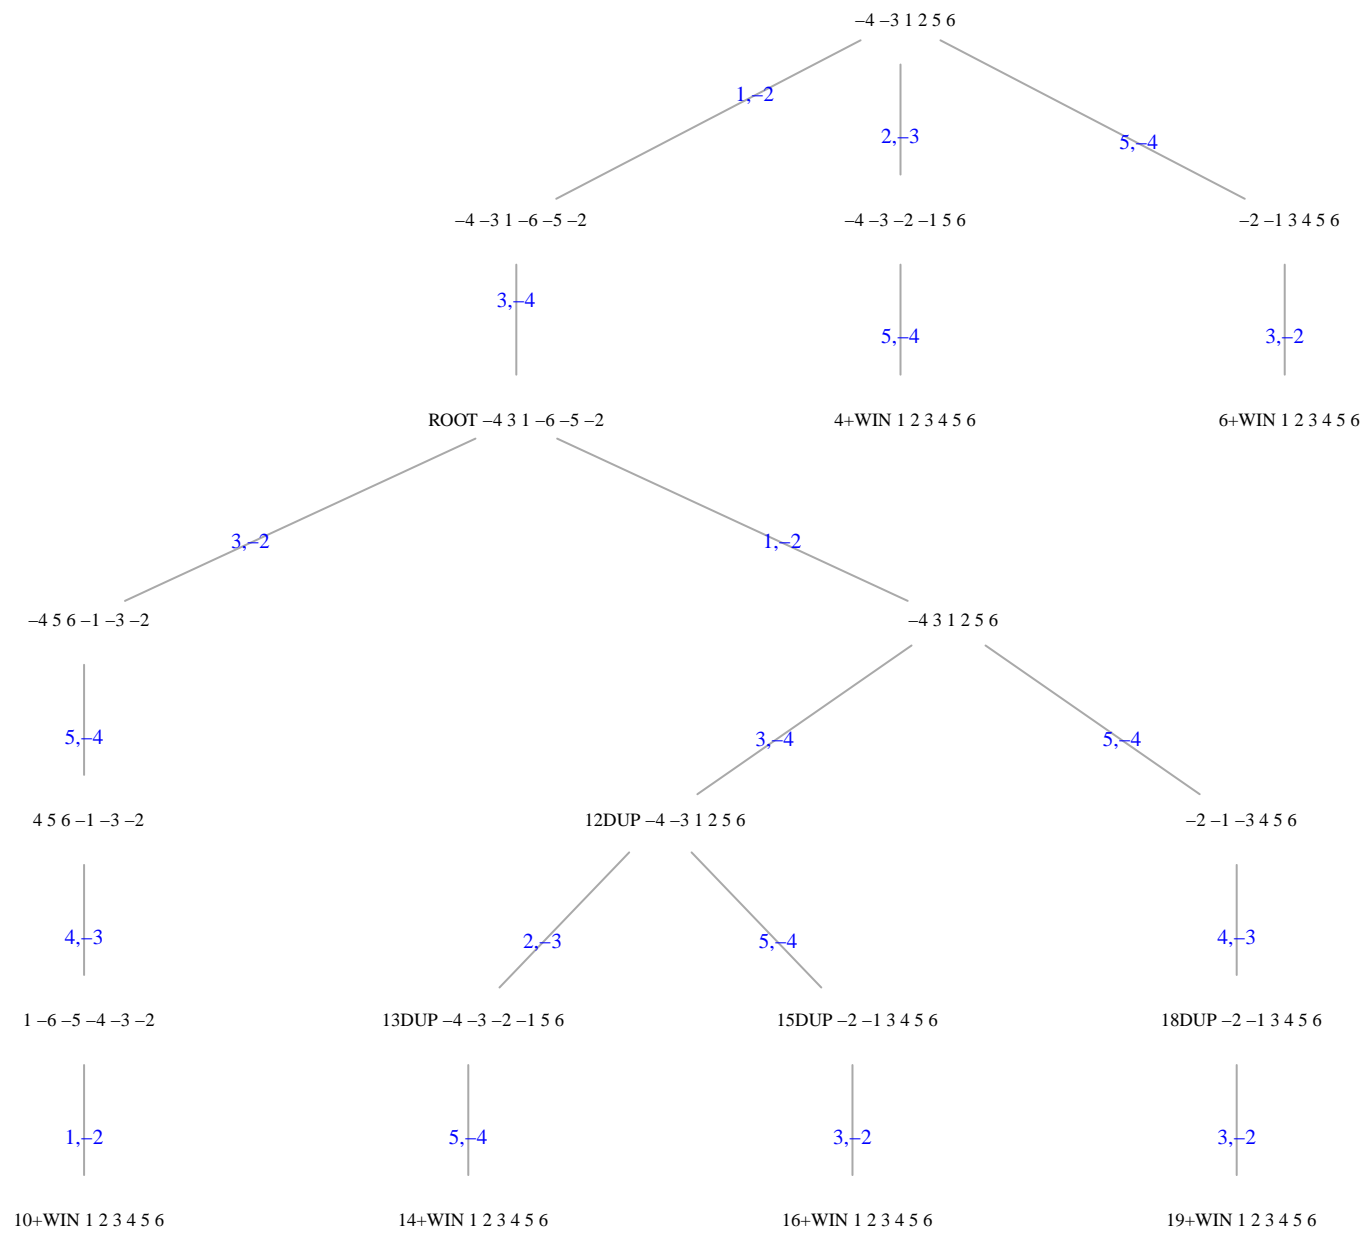 –4 –3 1 2 5 6
1,–2
2,–3
5,–4
–4 –3 1 –6 –5 –2
–4 –3 –2 –1 5 6
–2 –1 3 4 5 6
3,–4
5,–4
3,–2
ROOT –4 3 1 –6 –5 –2
4+WIN 1 2 3 4 5 6
6+WIN 1 2 3 4 5 6
3,–2
1,–2
–4 5 6 –1 –3 –2
–4 3 1 2 5 6
5,–4
3,–4
5,–4
4 5 6 –1 –3 –2
12DUP –4 –3 1 2 5 6
–2 –1 –3 4 5 6
4,–3
2,–3
5,–4
4,–3
1 –6 –5 –4 –3 –2
13DUP –4 –3 –2 –1 5 6
15DUP –2 –1 3 4 5 6
18DUP –2 –1 3 4 5 6
1,–2
5,–4
3,–2
3,–2
10+WIN 1 2 3 4 5 6
14+WIN 1 2 3 4 5 6
16+WIN 1 2 3 4 5 6
19+WIN 1 2 3 4 5 6